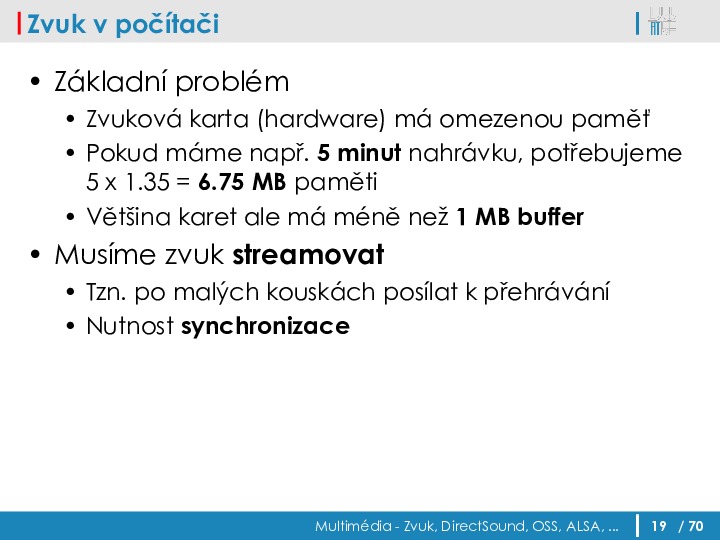 Zvuk v počítači
• Základní problém
• Zvuková karta (hardware) má omezenou paměť
• Pokud máme např. 5 minut nahrávku, potřebujeme
5 x 1.35 = 6.75 MB paměti
• Většina karet ale má méně než 1 MB buffer
• Musíme zvuk streamovat
• Tzn. po malých kouskách posílat k přehrávání
• Nutnost synchronizace
Multimédia - Zvuk, DirectSound, OSS, ALSA, ... 19 / 70